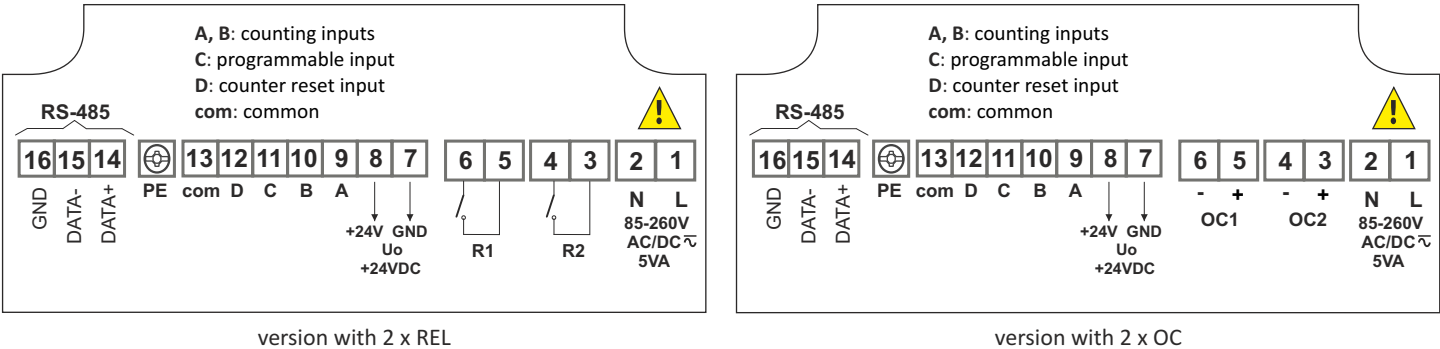 A, B: counting inputs
C: programmable input
D: counter reset input
com: common
RS-485
16 15 14 PE 13 12 11 10 9 8 7 6 5 4 3 2 1
GND DATA- DATA+ com D C B A N L
+24V GND
Uo
+24VDC
R1 R2
85-260V
AC/DC
5VA
version with 2 x REL
A, B: counting inputs
C: programmable input
D: counter reset input
com: common
RS-485
16 15 14 PE 13 12 11 10 9 8 7 6 5 4 3 2 1
GND DATA- DATA+ com D C B A - + - + N L
+24V GND
Uo
+24VDC
OC1 OC2
85-260V
AC/DC
5VA
version with 2 x OC